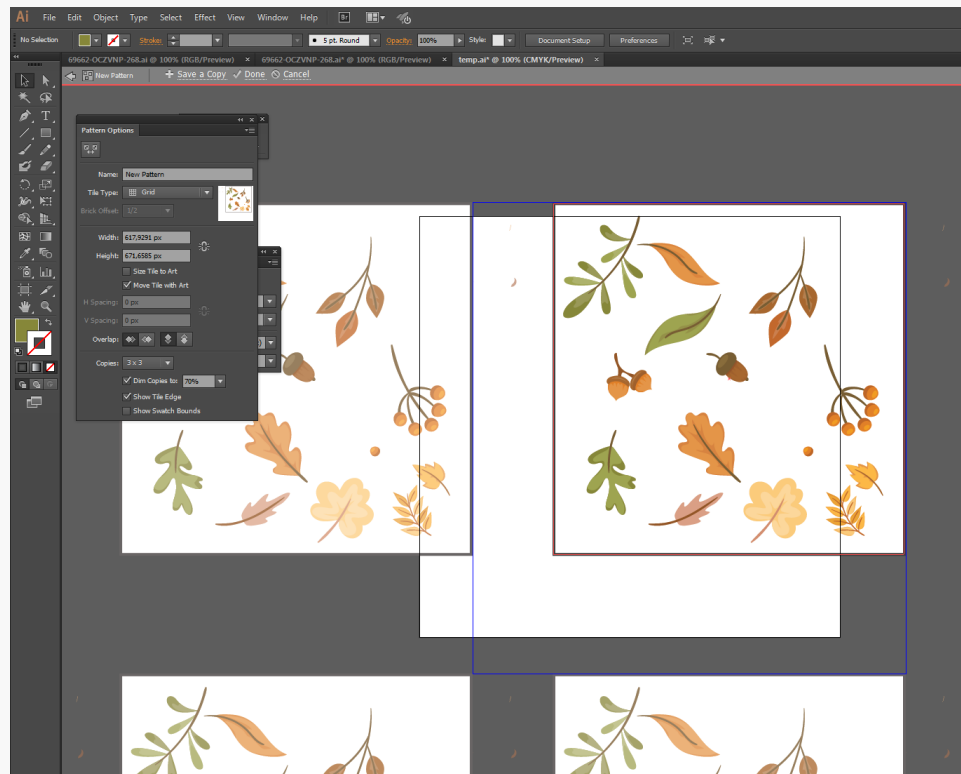 Ai File Edit Object Type Select Effect View Window Help Br
No Selection Stroke: 5 pt. Round Opacity: 100% Style: Document Setup Preferences
69662-OCZVNP-268.ai @ 100% (RGB/Preview) × 69662-OCZVNP-268.ai* @ 100% (RGB/Preview) × temp.ai* @ 100% (CMYK/Preview) ×
New Pattern + Save a Copy ✓ Done Cancel
Pattern Options
Name: New Pattern
Tile Type: Grid
Brick Offset: 1/2
Width: 617,9291 px
Height: 671,6585 px
Size Tile to Art
Move Tile with Art
H Spacing: 0 px
V Spacing: 0 px
Overlap:
Copies: 3 x 3
Dim Copies to: 70%
Show Tile Edge
Show Swatch Bounds